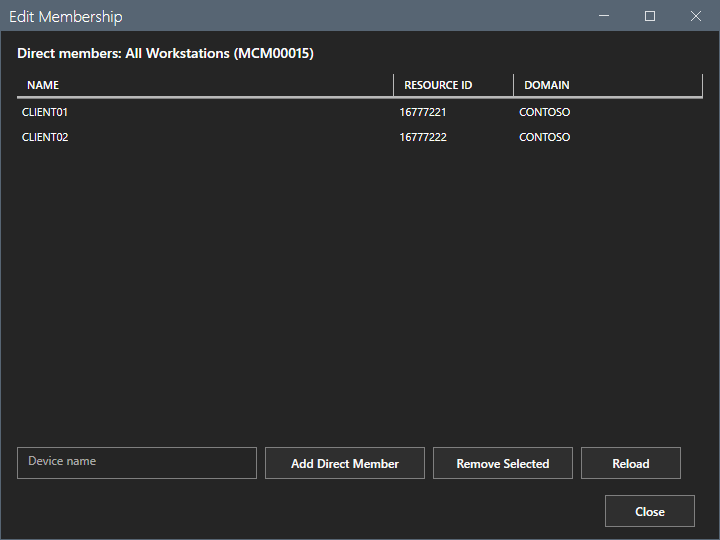 Edit Membership
Direct members: All Workstations (MCM00015)
NAME RESOURCE ID DOMAIN
CLIENT01 16777221 CONTOSO
CLIENT02 16777222 CONTOSO
Device name Add Direct Member Remove Selected Reload
Close